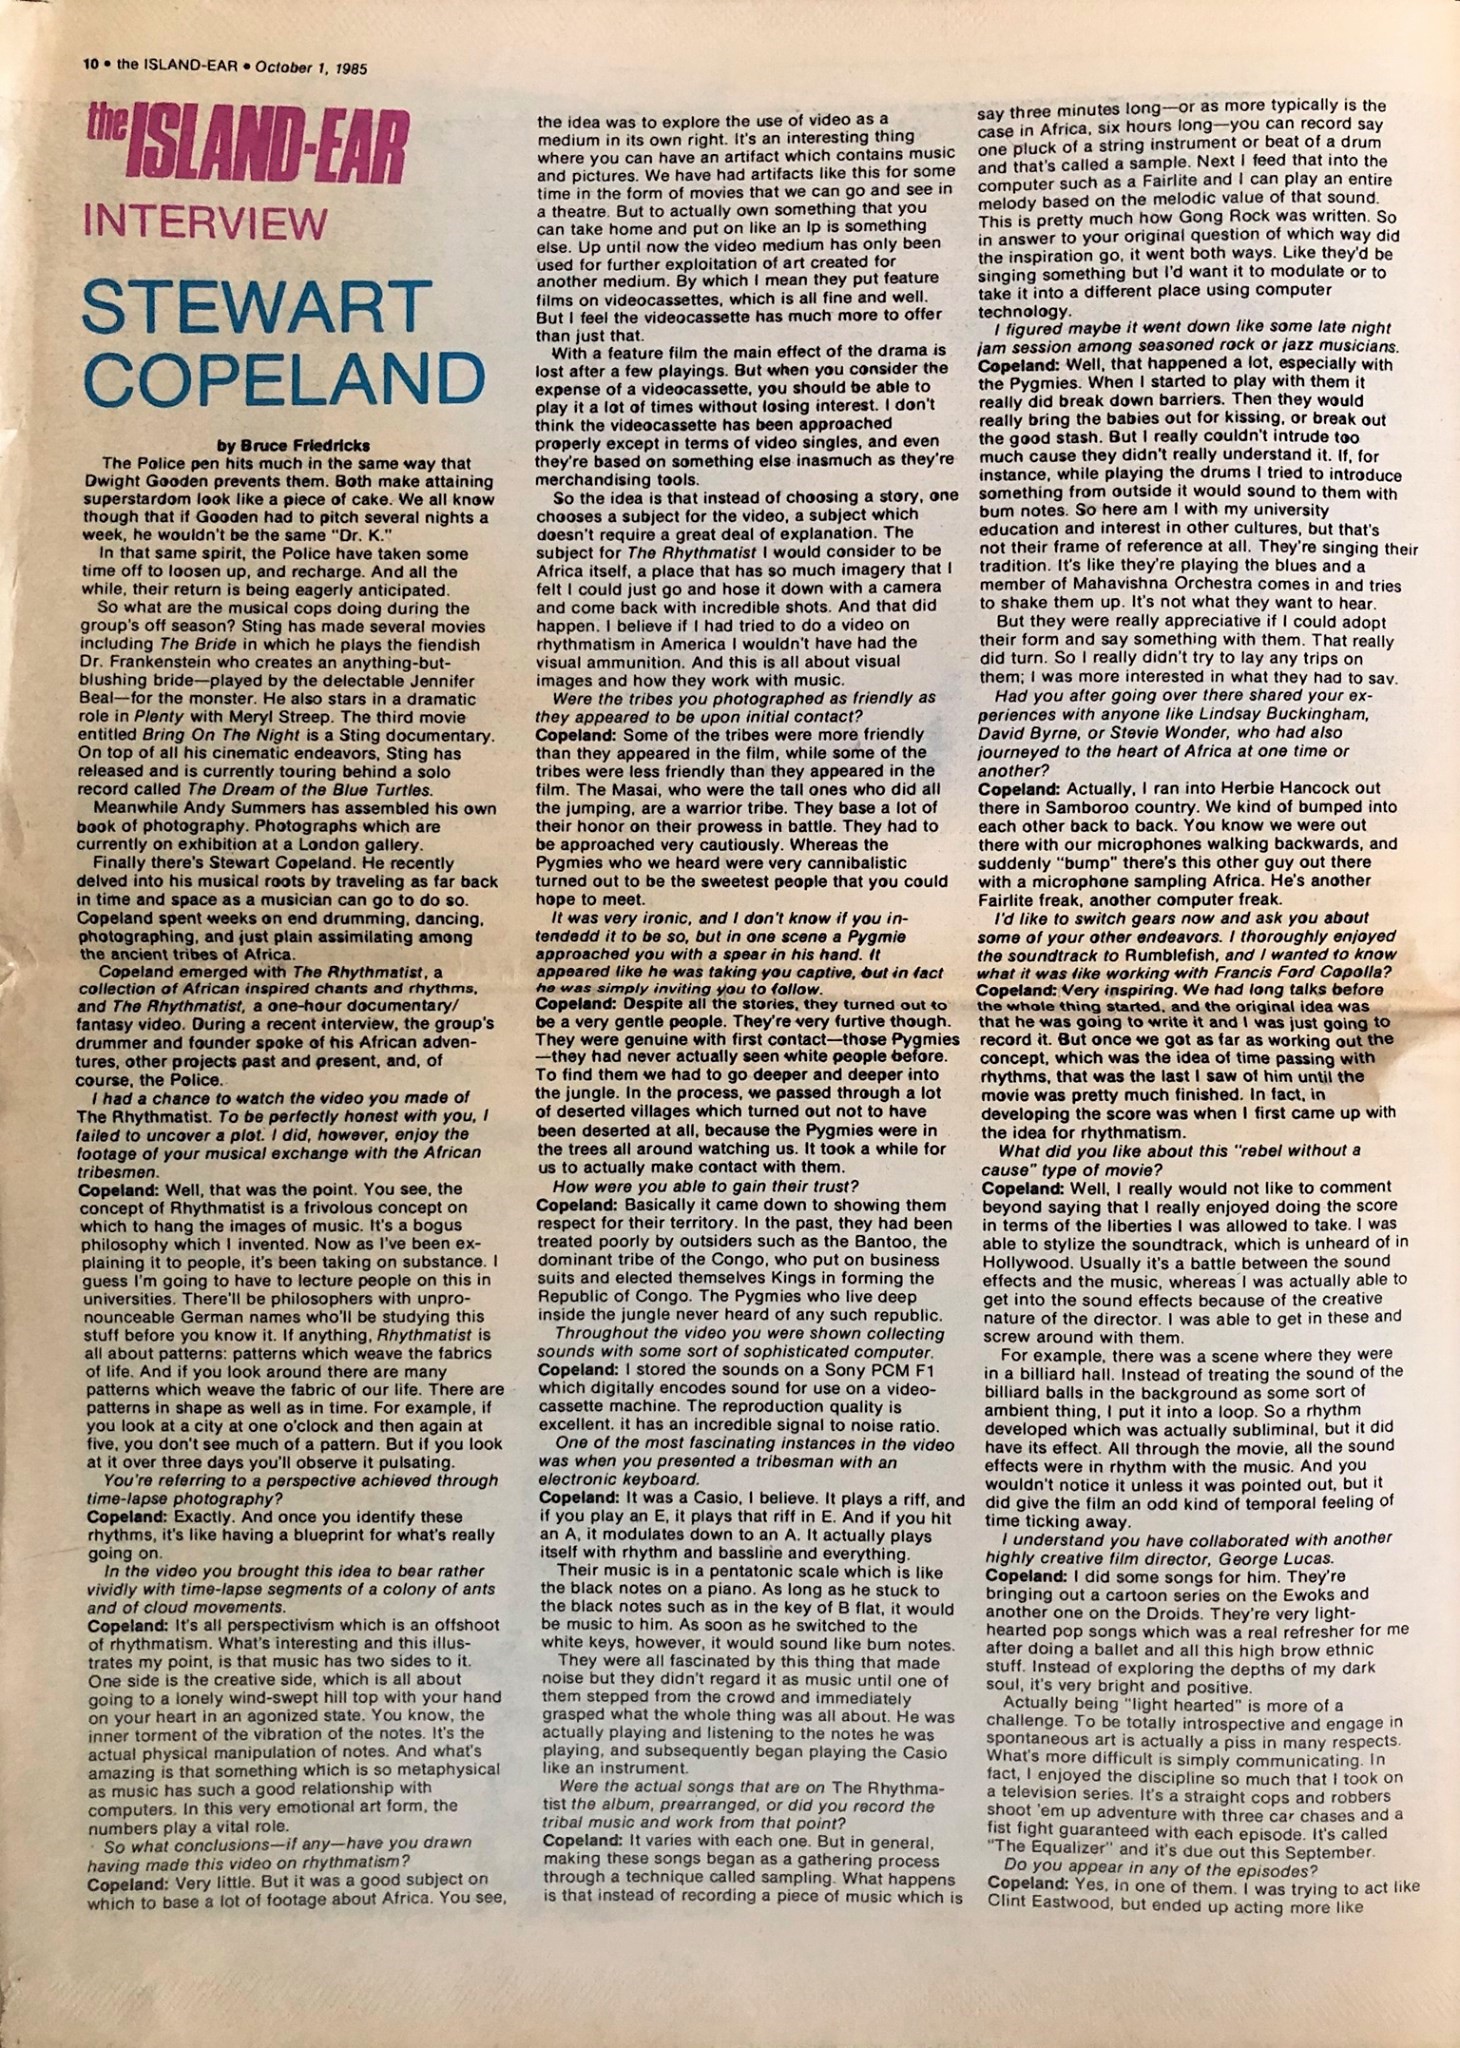 10 • the ISLAND-EAR • October 1, 1985
the ISLAND-EAR
INTERVIEW
STEWART
COPELAND
by Bruce Friedricks
The Police pen hits much in the same way that
Dwight Gooden prevents them. Both make attaining
superstardom look like a piece of cake. We all know
though that if Gooden had to pitch several nights a
week, he wouldn't be the same "Dr. K."
In that same spirit, the Police have taken some
time off to loosen up, and recharge. And all the
while, their return is being eagerly anticipated.
So what are the musical cops doing during the
group's off season? Sting has made several movies
including The Bride in which he plays the fiendish
Dr. Frankenstein who creates an anything-but-
blushing bride—played by the delectable Jennifer
Beal—for the monster. He also stars in a dramatic
role in Plenty with Meryl Streep. The third movie
entitled Bring On The Night is a Sting documentary.
On top of all his cinematic endeavors, Sting has
released and is currently touring behind a solo
record called The Dream of the Blue Turtles.
Meanwhile Andy Summers has assembled his own
book of photography. Photographs which are
currently on exhibition at a London gallery.
Finally there's Stewart Copeland. He recently
delved into his musical roots by traveling as far back
in time and space as a musician can go to do so.
Copeland spent weeks on end drumming, dancing,
photographing, and just plain assimilating among
the ancient tribes of Africa.
Copeland emerged with The Rhythmatist, a
collection of African inspired chants and rhythms,
and The Rhythmatist, a one-hour documentary/
fantasy video. During a recent interview, the group's
drummer and founder spoke of his African adven-
tures, other projects past and present, and, of
course, the Police.
I had a chance to watch the video you made of
The Rhythmatist. To be perfectly honest with you, I
failed to uncover a plot. I did, however, enjoy the
footage of your musical exchange with the African
tribesmen.
Copeland: Well, that was the point. You see, the
concept of Rhythmatist is a frivolous concept on
which to hang the images of music. It's a bogus
philosophy which I invented. Now as I've been ex-
plaining it to people, it's been taking on substance. I
guess I'm going to have to lecture people on this in
universities. There'll be philosophers with unpro-
nounceable German names who'll be studying this
stuff before you know it. If anything, Rhythmatist is
all about patterns: patterns which weave the fabrics
of life. And if you look around there are many
patterns which weave the fabric of our life. There are
patterns in shape as well as in time. For example, if
you look at a city at one o'clock and then again at
five, you don't see much of a pattern. But if you look
at it over three days you'll observe it pulsating.
You're referring to a perspective achieved through
time-lapse photography?
Copeland: Exactly. And once you identify these
rhythms, it's like having a blueprint for what's really
going on.
In the video you brought this idea to bear rather
vividly with time-lapse segments of a colony of ants
and of cloud movements.
Copeland: It's all perspectivism which is an offshoot
of rhythmatism. What's interesting and this illus-
trates my point, is that music has two sides to it.
One side is the creative side, which is all about
going to a lonely wind-swept hill top with your hand
on your heart in an agonized state. You know, the
inner torment of the vibration of the notes. It's the
actual physical manipulation of notes. And what's
amazing is that something which is so metaphysical
as music has such a good relationship with
computers. In this very emotional art form, the
numbers play a vital role.
So what conclusions—if any—have you drawn
having made this video on rhythmatism?
Copeland: Very little. But it was a good subject on
which to base a lot of footage about Africa. You see,
the idea was to explore the use of video as a
medium in its own right. It's an interesting thing
where you can have an artifact which contains music
and pictures. We have had artifacts like this for some
time in the form of movies that we can go and see in
a theatre. But to actually own something that you
can take home and put on like an lp is something
else. Up until now the video medium has only been
used for further exploitation of art created for
another medium. By which I mean they put feature
films on videocassettes, which is all fine and well.
But I feel the videocassette has much more to offer
than just that.
With a feature film the main effect of the drama is
lost after a few playings. But when you consider the
expense of a videocassette, you should be able to
play it a lot of times without losing interest. I don't
think the videocassette has been approached
properly except in terms of video singles, and even
they're based on something else inasmuch as they're
merchandising tools.
So the idea is that instead of choosing a story, one
chooses a subject for the video, a subject which
doesn't require a great deal of explanation. The
subject for The Rhythmatist I would consider to be
Africa itself, a place that has so much imagery that I
felt I could just go and hose it down with a camera
and come back with incredible shots. And that did
happen. I believe if I had tried to do a video on
rhythmatism in America I wouldn't have had the
visual ammunition. And this is all about visual
images and how they work with music.
Were the tribes you photographed as friendly as
they appeared to be upon initial contact?
Copeland: Some of the tribes were more friendly
than they appeared in the film, while some of the
tribes were less friendly than they appeared in the
film. The Masai, who were the tall ones who did all
the jumping, are a warrior tribe. They base a lot of
their honor on their prowess in battle. They had to
be approached very cautiously. Whereas the
Pygmies who we heard were very cannibalistic
turned out to be the sweetest people that you could
hope to meet.
It was very ironic, and I don't know if you in-
tendedd it to be so, but in one scene a Pygmie
approached you with a spear in his hand. It
appeared like he was taking you captive, but in fact
he was simply inviting you to follow.
Copeland: Despite all the stories, they turned out to
be a very gentle people. They're very furtive though.
They were genuine with first contact—those Pygmies
—they had never actually seen white people before.
To find them we had to go deeper and deeper into
the jungle. In the process, we passed through a lot
of deserted villages which turned out not to have
been deserted at all, because the Pygmies were in
the trees all around watching us. It took a while for
us to actually make contact with them.
How were you able to gain their trust?
Copeland: Basically it came down to showing them
respect for their territory. In the past, they had been
treated poorly by outsiders such as the Bantoo, the
dominant tribe of the Congo, who put on business
suits and elected themselves Kings in forming the
Republic of Congo. The Pygmies who live deep
inside the jungle never heard of any such republic.
Throughout the video you were shown collecting
sounds with some sort of sophisticated computer.
Copeland: I stored the sounds on a Sony PCM F1
which digitally encodes sound for use on a video-
cassette machine. The reproduction quality is
excellent. it has an incredible signal to noise ratio.
One of the most fascinating instances in the video
was when you presented a tribesman with an
electronic keyboard.
Copeland: It was a Casio, I believe. It plays a riff, and
if you play an E, it plays that riff in E. And if you hit
an A, it modulates down to an A. It actually plays
itself with rhythm and bassline and everything.
Their music is in a pentatonic scale which is like
the black notes on a piano. As long as he stuck to
the black notes such as in the key of B flat, it would
be music to him. As soon as he switched to the
white keys, however, it would sound like bum notes.
They were all fascinated by this thing that made
noise but they didn't regard it as music until one of
them stepped from the crowd and immediately
grasped what the whole thing was all about. He was
actually playing and listening to the notes he was
playing, and subsequently began playing the Casio
like an instrument.
Were the actual songs that are on The Rhythma-
tist the album, prearranged, or did you record the
tribal music and work from that point?
Copeland: It varies with each one. But in general,
making these songs began as a gathering process
through a technique called sampling. What happens
is that instead of recording a piece of music which is
say three minutes long—or as more typically is the
case in Africa, six hours long—you can record say
one pluck of a string instrument or beat of a drum
and that's called a sample. Next I feed that into the
computer such as a Fairlite and I can play an entire
melody based on the melodic value of that sound.
This is pretty much how Gong Rock was written. So
in answer to your original question of which way did
the inspiration go, it went both ways. Like they'd be
singing something but I'd want it to modulate or to
take it into a different place using computer
technology.
I figured maybe it went down like some late night
jam session among seasoned rock or jazz musicians.
Copeland: Well, that happened a lot, especially with
the Pygmies. When I started to play with them it
really did break down barriers. Then they would
really bring the babies out for kissing, or break out
the good stash. But I really couldn't intrude too
much cause they didn't really understand it. If, for
instance, while playing the drums I tried to introduce
something from outside it would sound to them with
bum notes. So here am I with my university
education and interest in other cultures, but that's
not their frame of reference at all. They're singing their
tradition. It's like they're playing the blues and a
member of Mahavishna Orchestra comes in and tries
to shake them up. It's not what they want to hear.
But they were really appreciative if I could adopt
their form and say something with them. That really
did turn. So I really didn't try to lay any trips on
them; I was more interested in what they had to say.
Had you after going over there shared your ex-
periences with anyone like Lindsay Buckingham,
David Byrne, or Stevie Wonder, who had also
journeyed to the heart of Africa at one time or
another?
Copeland: Actually, I ran into Herbie Hancock out
there in Samboroo country. We kind of bumped into
each other back to back. You know we were out
there with our microphones walking backwards, and
suddenly "bump" there's this other guy out there
with a microphone sampling Africa. He's another
Fairlite freak, another computer freak.
I'd like to switch gears now and ask you about
some of your other endeavors. I thoroughly enjoyed
the soundtrack to Rumblefish, and I wanted to know
what it was like working with Francis Ford Copolla?
Copeland: Very inspiring. We had long talks before
the whole thing started, and the original idea was
that he was going to write it and I was just going to
record it. But once we got as far as working out the
concept, which was the idea of time passing with
rhythms, that was the last I saw of him until the
movie was pretty much finished. In fact, in
developing the score was when I first came up with
the idea for rhythmatism.
What did you like about this "rebel without a
cause" type of movie?
Copeland: Well, I really would not like to comment
beyond saying that I really enjoyed doing the score
in terms of the liberties I was allowed to take. I was
able to stylize the soundtrack, which is unheard of in
Hollywood. Usually it's a battle between the sound
effects and the music, whereas I was actually able to
get into the sound effects because of the creative
nature of the director. I was able to get in these and
screw around with them.
For example, there was a scene where they were
in a billiard hall. Instead of treating the sound of the
billiard balls in the background as some sort of
ambient thing, I put it into a loop. So a rhythm
developed which was actually subliminal, but it did
have its effect. All through the movie, all the sound
effects were in rhythm with the music. And you
wouldn't notice it unless it was pointed out, but it
did give the film an odd kind of temporal feeling of
time ticking away.
I understand you have collaborated with another
highly creative film director, George Lucas.
Copeland: I did some songs for him. They're
bringing out a cartoon series on the Ewoks and
another one on the Droids. They're very light-
hearted pop songs which was a real refresher for me
after doing a ballet and all this high brow ethnic
stuff. Instead of exploring the depths of my dark
soul, it's very bright and positive.
Actually being "light hearted" is more of a
challenge. To be totally introspective and engage in
spontaneous art is actually a piss in many respects.
What's more difficult is simply communicating. In
fact, I enjoyed the discipline so much that I took on
a television series. It's a straight cops and robbers
shoot 'em up adventure with three car chases and a
fist fight guaranteed with each episode. It's called
"The Equalizer" and it's due out this September.
Do you appear in any of the episodes?
Copeland: Yes, in one of them. I was trying to act like
Clint Eastwood, but ended up acting more like